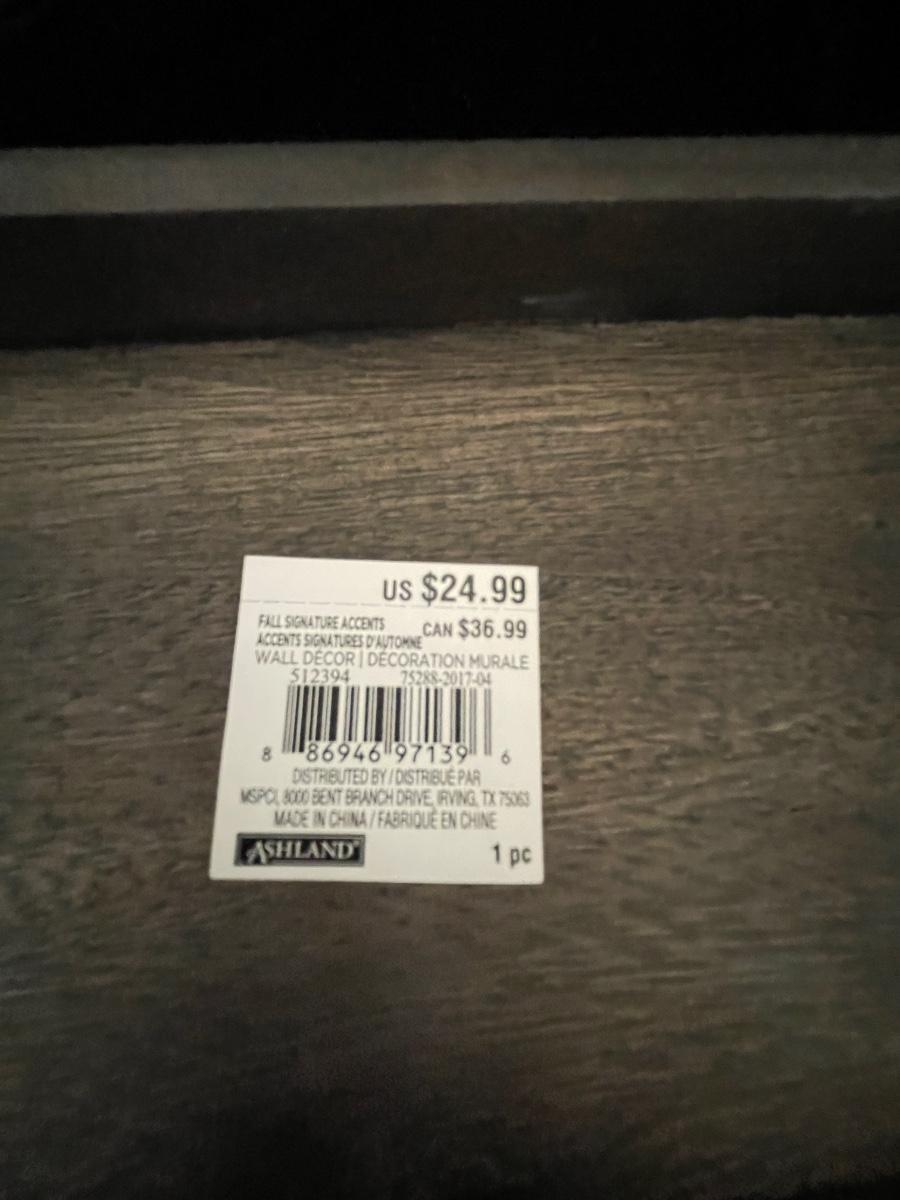 US $24.99
FALL SIGNATURE ACCENTS
ACCENTS SIGNATURES D'AUTOMNE
CAN $36.99
WALL DÉCOR | DÉCORATION MURALE
512394 75288-2017-04
8 86946 97139 6
DISTRIBUTED BY / DISTRIBUÉ PAR
MSPCI, 8000 BENT BRANCH DRIVE, IRVING, TX 75063
MADE IN CHINA / FABRIQUÉ EN CHINE
ASHLAND®
1 pc